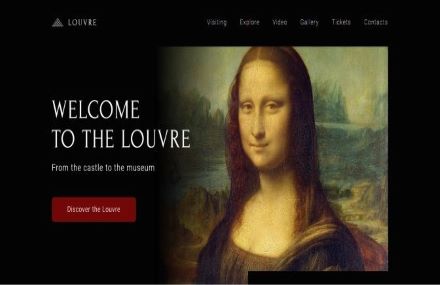 LOUVRE
Visiting Explore Video Gallery Tickets Contacts
WELCOME
TO THE LOUVRE
From the castle to the museum
Discover the Louvre